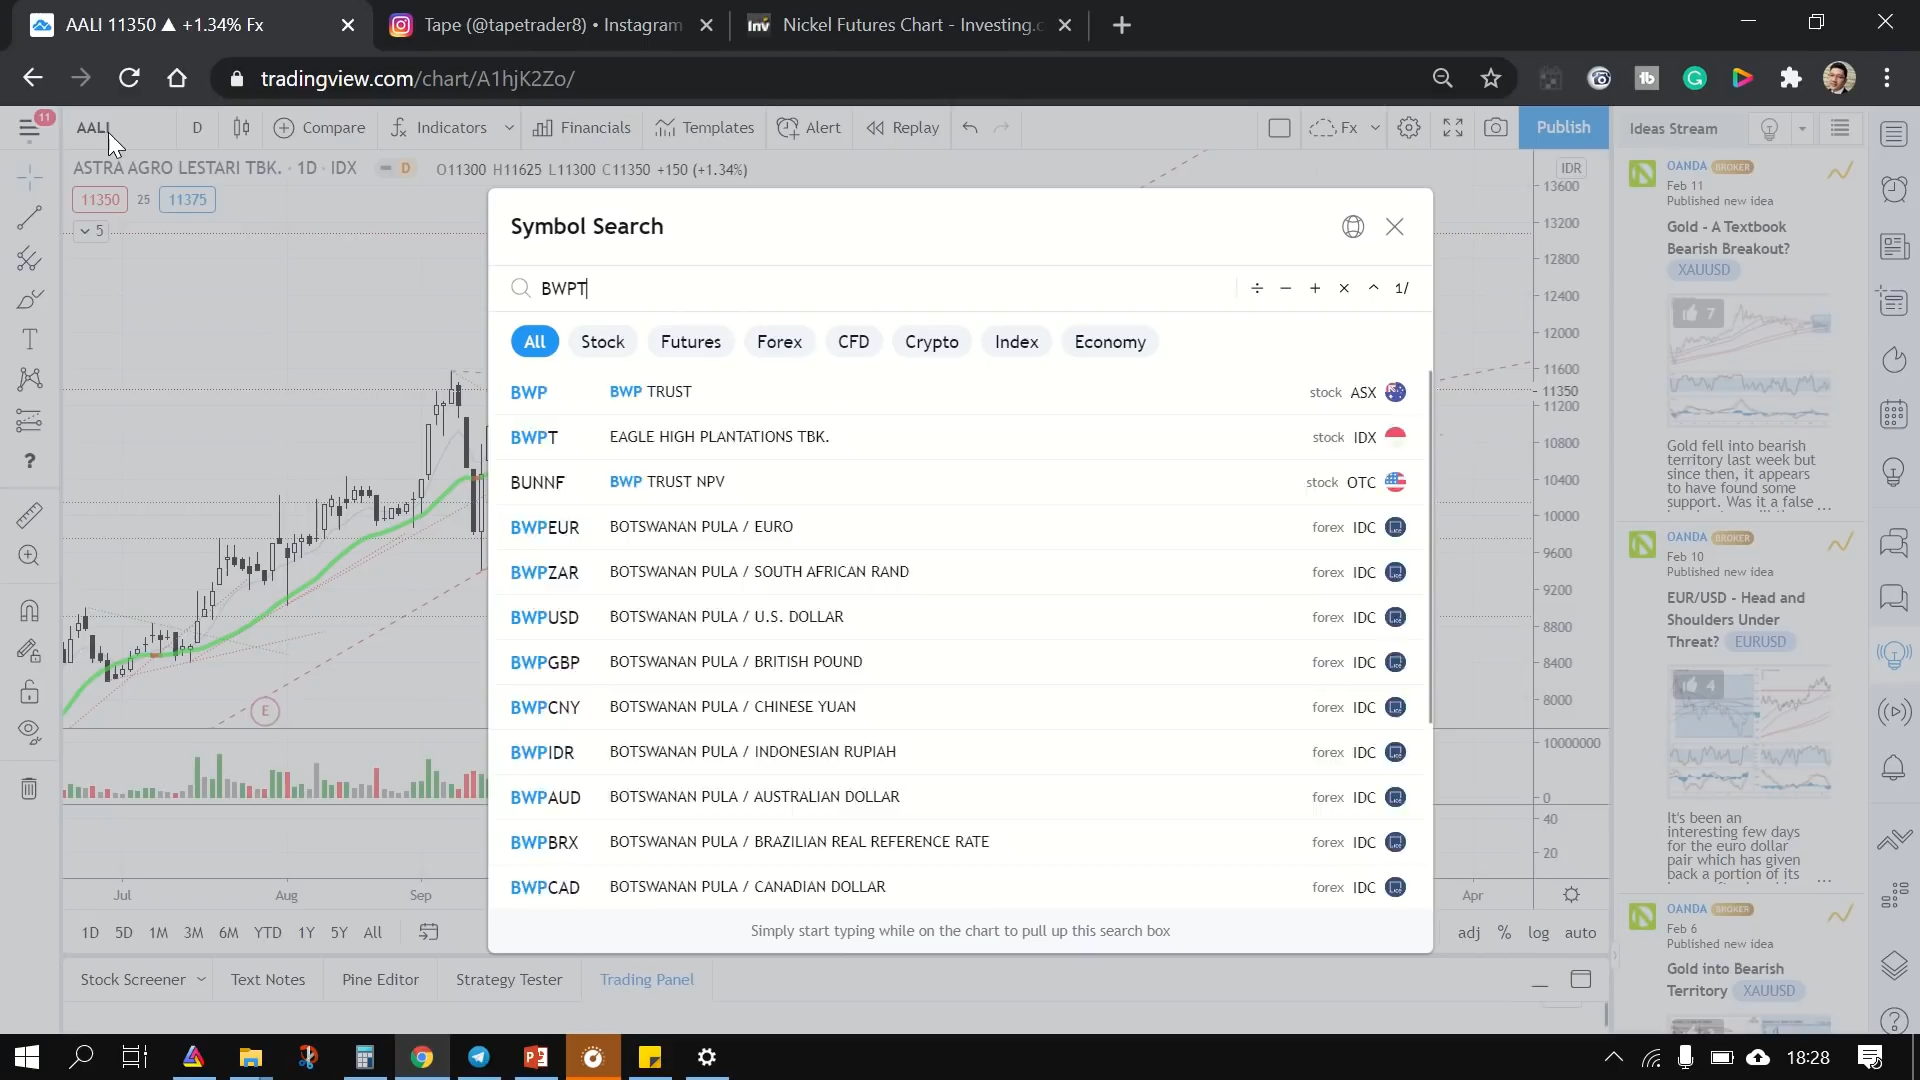 AALI 11350 ▲ +1.34% Fx
Tape (@tapetrader8) • Instagram
Inv
Nickel Futures Chart - Investing.c
tradingview.com/chart/A1hjK2Zo/
11
AALI
D
Compare
Indicators
Financials
Templates
Alert
Replay
Fx
Publish
Ideas Stream
ASTRA AGRO LESTARI TBK. · 1D · IDX
D
O11300 H11625 L11300 C11350 +150 (+1.34%)
11350
25
11375
5
IDR
13600
13200
12800
12400
12000
11600
11350
11200
10800
10400
10000
9600
9200
8800
8400
8000
10000000
0
40
20
E
Symbol Search
BWPT
÷ − + × ^ 1/
All
Stock
Futures
Forex
CFD
Crypto
Index
Economy
BWP BWP TRUST stock ASX
BWPT EAGLE HIGH PLANTATIONS TBK. stock IDX
BUNNF BWP TRUST NPV stock OTC
BWPEUR BOTSWANAN PULA / EURO forex IDC
BWPZAR BOTSWANAN PULA / SOUTH AFRICAN RAND forex IDC
BWPUSD BOTSWANAN PULA / U.S. DOLLAR forex IDC
BWPGBP BOTSWANAN PULA / BRITISH POUND forex IDC
BWPCNY BOTSWANAN PULA / CHINESE YUAN forex IDC
BWPIDR BOTSWANAN PULA / INDONESIAN RUPIAH forex IDC
BWPAUD BOTSWANAN PULA / AUSTRALIAN DOLLAR forex IDC
BWPBRX BOTSWANAN PULA / BRAZILIAN REAL REFERENCE RATE forex IDC
BWPCAD BOTSWANAN PULA / CANADIAN DOLLAR forex IDC
Simply start typing while on the chart to pull up this search box
Jul
Aug
Sep
Apr
1D 5D 1M 3M 6M YTD 1Y 5Y All
adj % log auto
Stock Screener
Text Notes
Pine Editor
Strategy Tester
Trading Panel
OANDA BROKER
Feb 11
Published new idea
Gold - A Textbook
Bearish Breakout?
XAUUSD
7
Gold fell into bearish
territory last week but
since then, it appears
to have found some
support. Was it a false
OANDA BROKER
Feb 10
Published new idea
EUR/USD - Head and
Shoulders Under
Threat? EURUSD
4
It's been an
interesting few days
for the euro dollar
pair which has given
back a portion of its
OANDA BROKER
Feb 6
Published new idea
Gold into Bearish
Territory XAUUSD
18:28